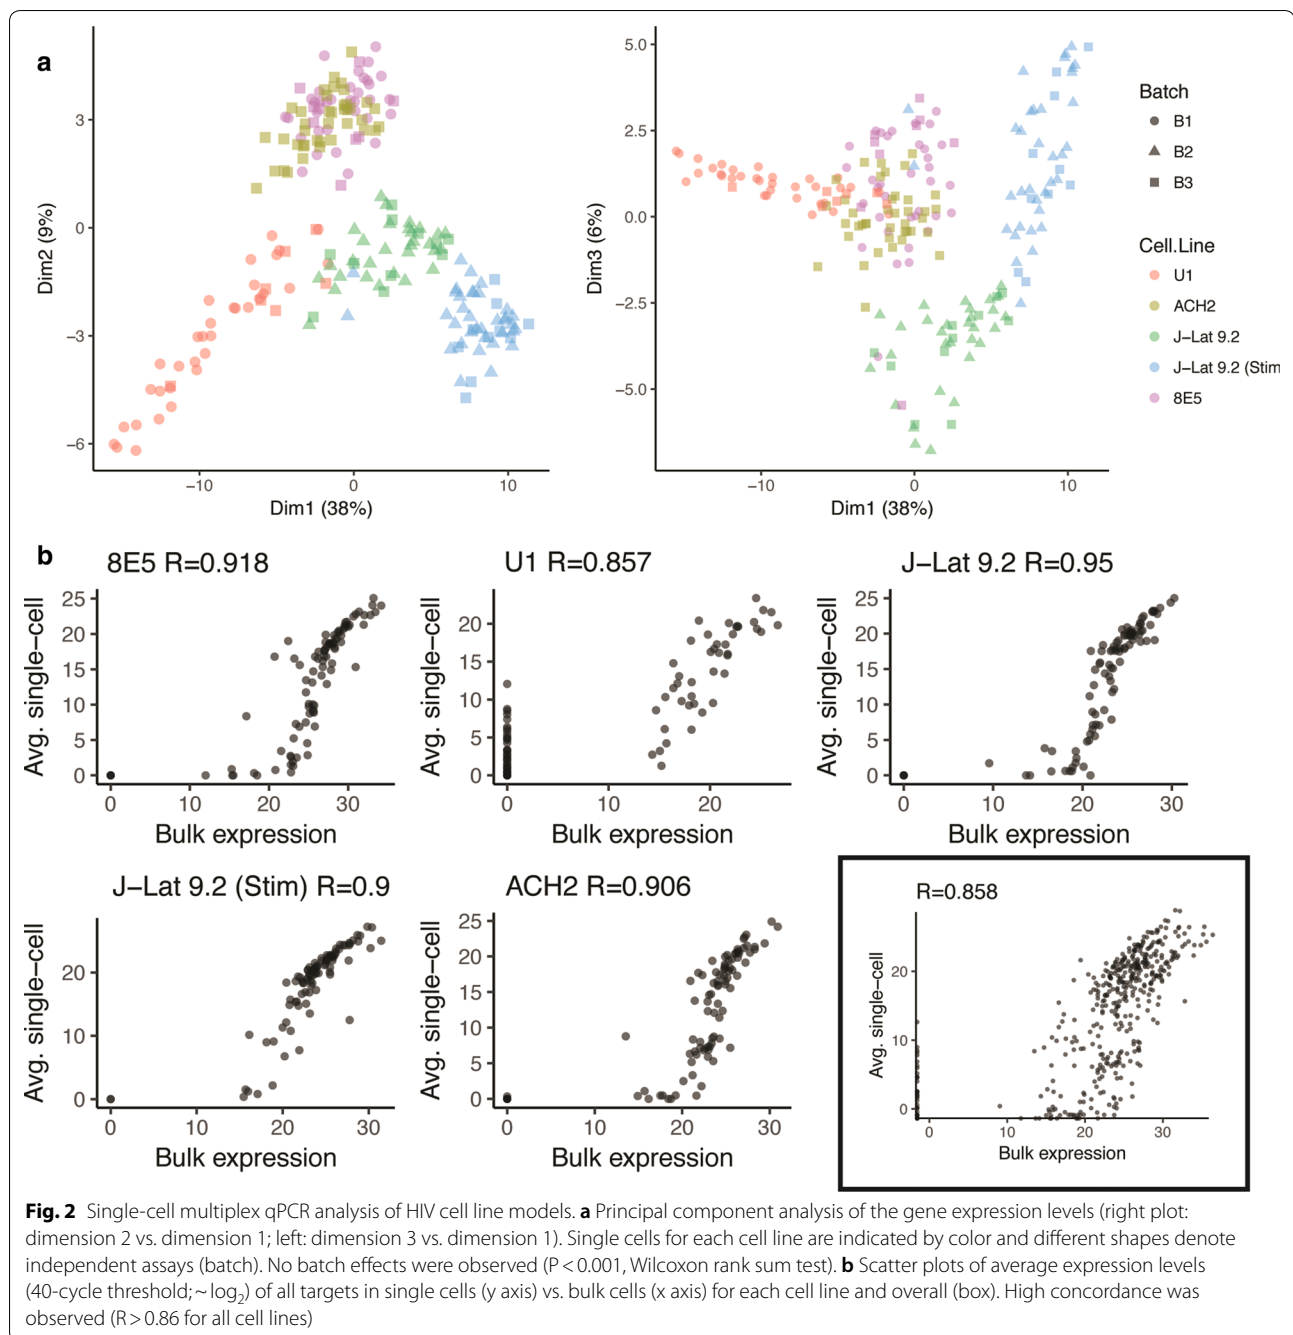 a
3
0
−3
−6
Dim2 (9%)
−10
0
10
Dim1 (38%)
5.0
2.5
0.0
−2.5
−5.0
Dim3 (6%)
−10
0
10
Dim1 (38%)
Batch
B1
B2
B3
Cell.Line
U1
ACH2
J−Lat 9.2
J−Lat 9.2 (Stim
8E5
b
8E5 R=0.918
25
20
15
10
5
0
Avg. single−cell
0
10
20
30
Bulk expression
U1 R=0.857
20
15
10
5
0
Avg. single−cell
0
10
20
Bulk expression
J−Lat 9.2 R=0.95
25
20
15
10
5
0
Avg. single−cell
0
10
20
30
Bulk expression
J−Lat 9.2 (Stim) R=0.9
20
10
0
Avg. single−cell
0
10
20
30
Bulk expression
ACH2 R=0.906
25
20
15
10
5
0
Avg. single−cell
0
10
20
30
Bulk expression
R=0.858
20
10
0
Avg. single−cell
0
10
20
30
Bulk expression
Fig. 2 Single-cell multiplex qPCR analysis of HIV cell line models. a Principal component analysis of the gene expression levels (right plot:
dimension 2 vs. dimension 1; left: dimension 3 vs. dimension 1). Single cells for each cell line are indicated by color and different shapes denote
independent assays (batch). No batch effects were observed (P < 0.001, Wilcoxon rank sum test). b Scatter plots of average expression levels
(40-cycle threshold; ~ log2) of all targets in single cells (y axis) vs. bulk cells (x axis) for each cell line and overall (box). High concordance was
observed (R > 0.86 for all cell lines)